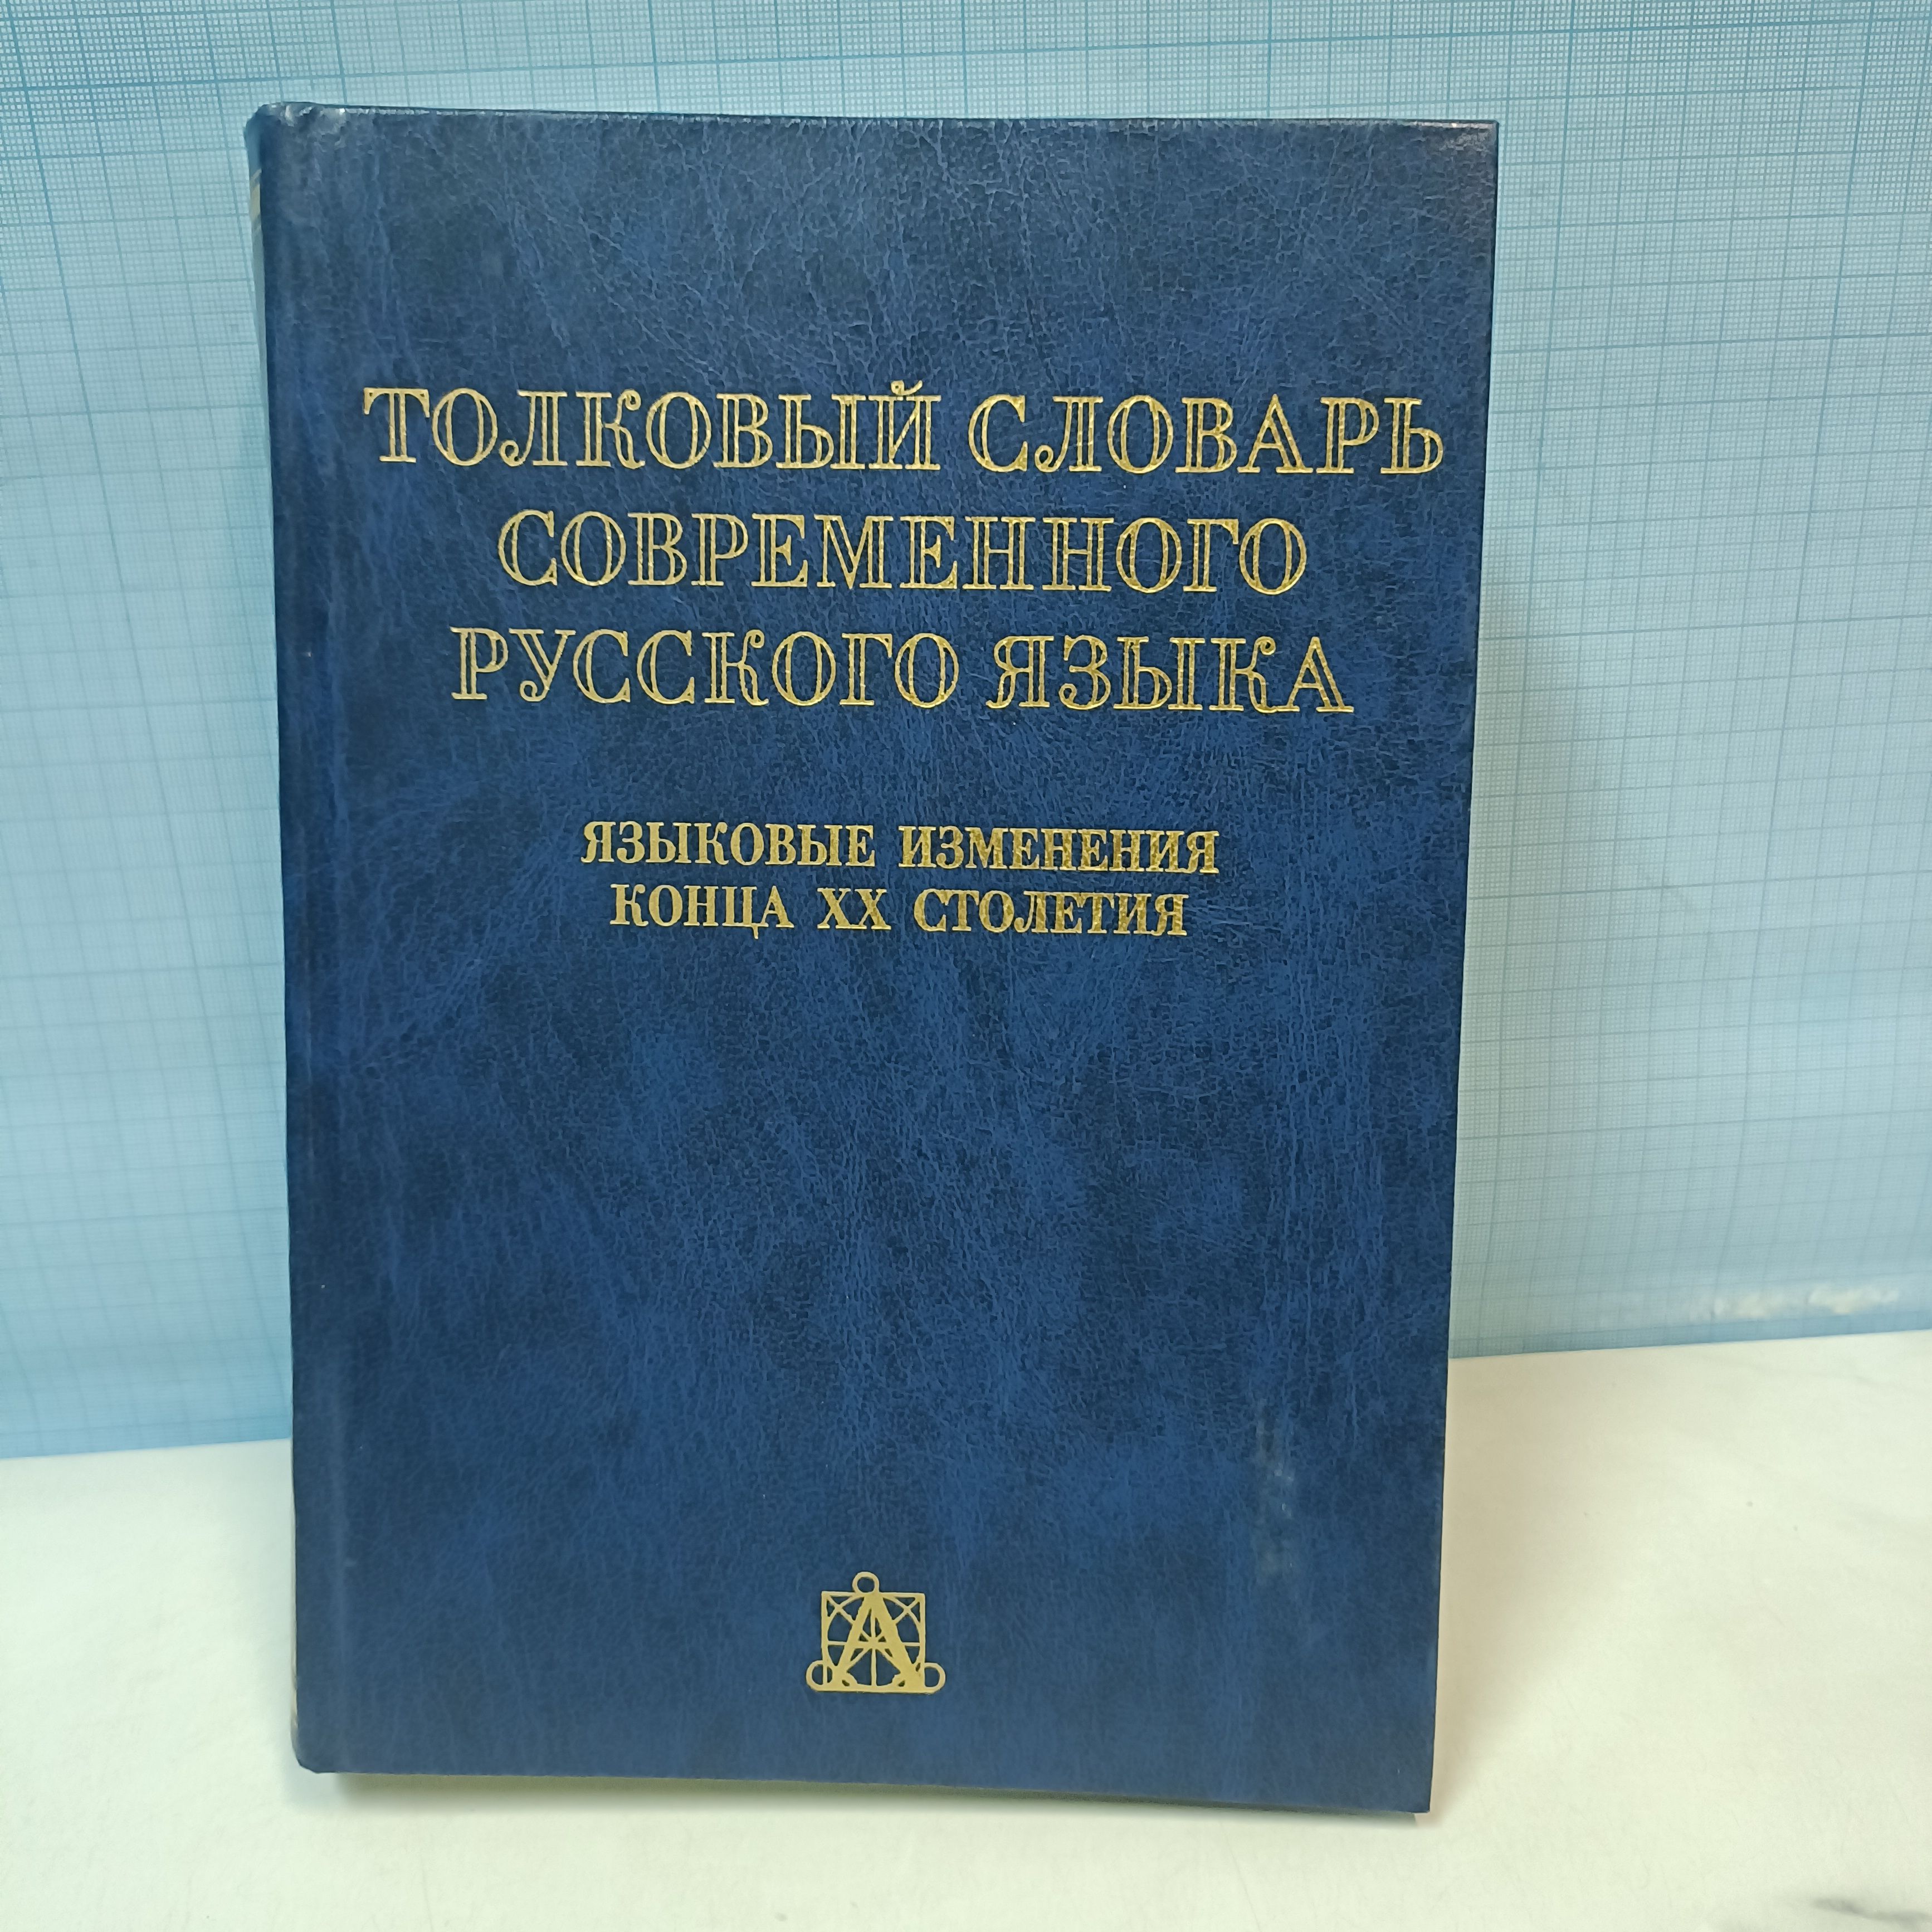 ТОЛКОВЫЙ СЛОВАРЬ
СОВРЕМЕННОГО
РУССКОГО ЯЗЫКА
ЯЗЫКОВЫЕ ИЗМЕНЕНИЯ
КОНЦА XX СТОЛЕТИЯ
А